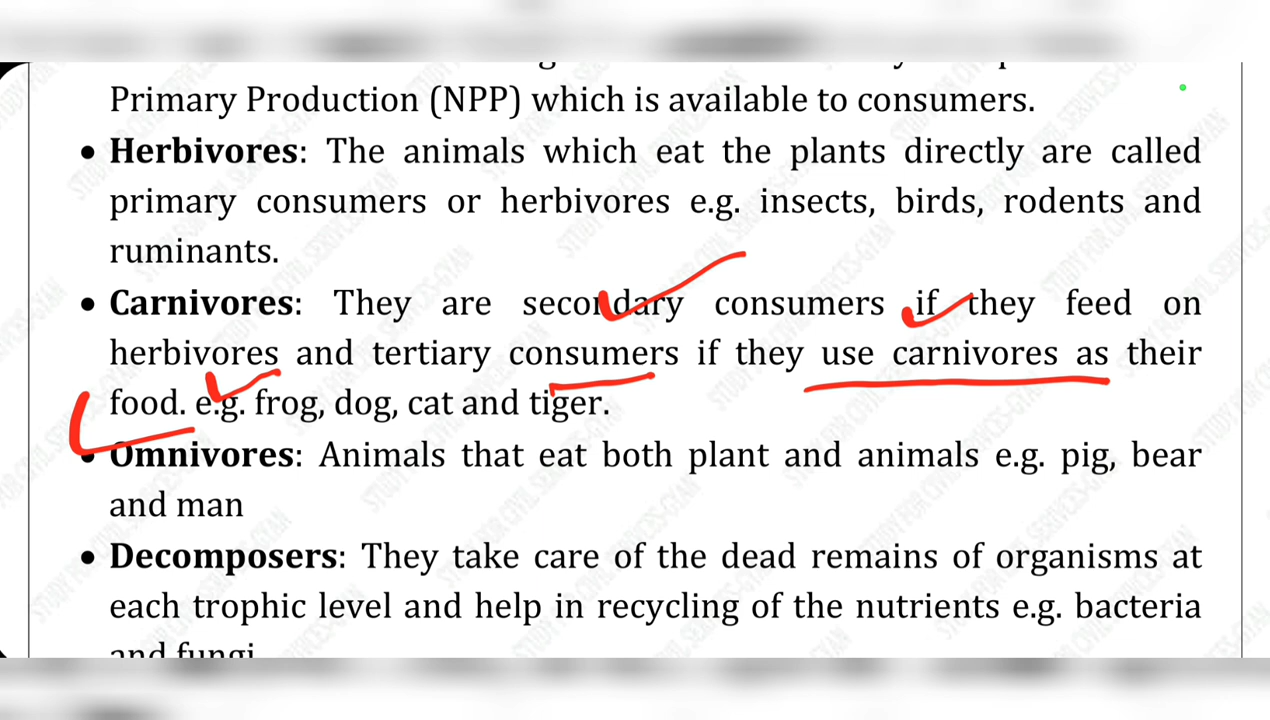 Primary Production (NPP) which is available to consumers.
• Herbivores: The animals which eat the plants directly are called
primary consumers or herbivores e.g. insects, birds, rodents and
ruminants.
• Carnivores: They are secondary consumers if they feed on
herbivores and tertiary consumers if they use carnivores as their
food. e.g. frog, dog, cat and tiger.
• Omnivores: Animals that eat both plant and animals e.g. pig, bear
and man
• Decomposers: They take care of the dead remains of organisms at
each trophic level and help in recycling of the nutrients e.g. bacteria
and fungi